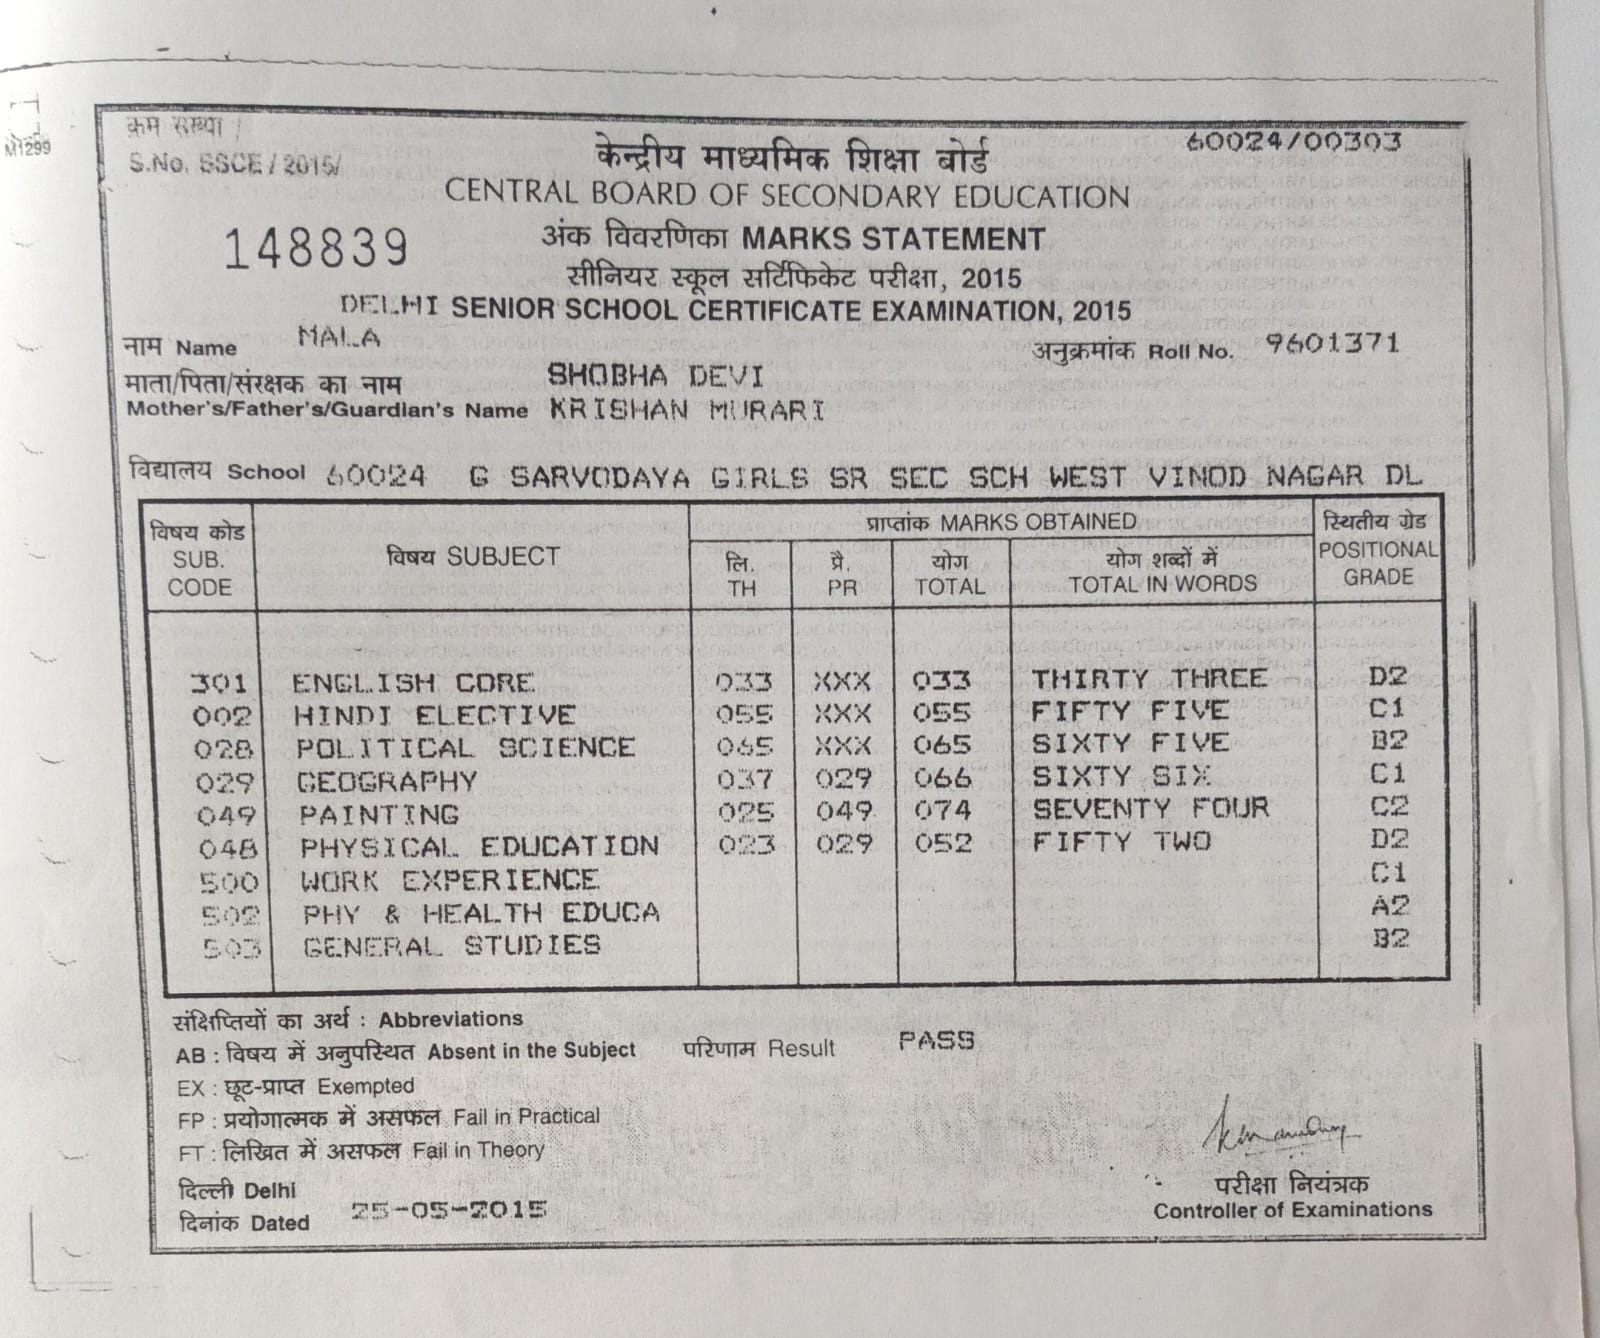 M1299
क्रम संख्या / 60024/00303
S.No. SSCE / 2015/
केन्द्रीय माध्यमिक शिक्षा बोर्ड
CENTRAL BOARD OF SECONDARY EDUCATION
148839
अंक विवरणिका MARKS STATEMENT
सीनियर स्कूल सर्टिफिकेट परीक्षा, 2015
DELHI SENIOR SCHOOL CERTIFICATE EXAMINATION, 2015
नाम Name MALA अनुक्रमांक Roll No. 9601371
माता/पिता/संरक्षक का नाम SHOBHA DEVI
Mother's/Father's/Guardian's Name KRISHAN MURARI
विद्यालय School 60024 G SARVODAYA GIRLS SR SEC SCH WEST VINOD NAGAR DL
विषय कोड विषय SUBJECT प्राप्तांक MARKS OBTAINED स्थितीय ग्रेड
SUB. लि. प्रै. योग योग शब्दों में POSITIONAL
CODE TH PR TOTAL TOTAL IN WORDS GRADE
301 ENGLISH CORE 033 XXX 033 THIRTY THREE D2
002 HINDI ELECTIVE 055 XXX 055 FIFTY FIVE C1
028 POLITICAL SCIENCE 065 XXX 065 SIXTY FIVE B2
029 GEOGRAPHY 037 029 066 SIXTY SIX C1
049 PAINTING 025 049 074 SEVENTY FOUR C2
048 PHYSICAL EDUCATION 023 029 052 FIFTY TWO D2
500 WORK EXPERIENCE C1
502 PHY & HEALTH EDUCA A2
503 GENERAL STUDIES B2
संक्षिप्तियों का अर्थ : Abbreviations
AB : विषय में अनुपस्थित Absent in the Subject परिणाम Result PASS
EX : छूट-प्राप्त Exempted
FP : प्रयोगात्मक में असफल Fail in Practical
FT : लिखित में असफल Fail in Theory
दिल्ली Delhi परीक्षा नियंत्रक
दिनांक Dated 25-05-2015 Controller of Examinations